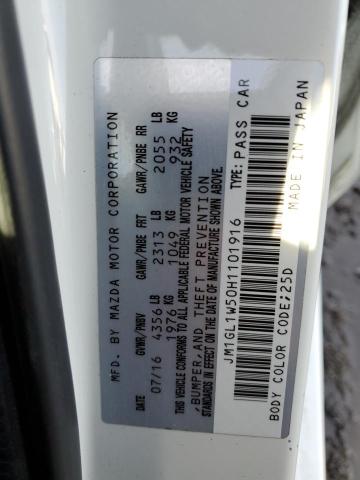 MFD. BY MAZDA MOTOR CORPORATION
DATE GVWR/PNBV GAWR/PNBE FRT GAWR/PNBE RR
07/16 4356 LB 2313 LB 2055 LB
1976 KG 1049 KG 932 KG
THIS VEHICLE CONFORMS TO ALL APPLICABLE FEDERAL MOTOR VEHICLE SAFETY
*BUMPER,AND THEFT PREVENTION
STANDARDS IN EFFECT ON THE DATE OF MANUFACTURE SHOWN ABOVE.
JM1GL1W50H1101916 TYPE: PASS CAR
BODY COLOR CODE;25D MADE IN JAPAN